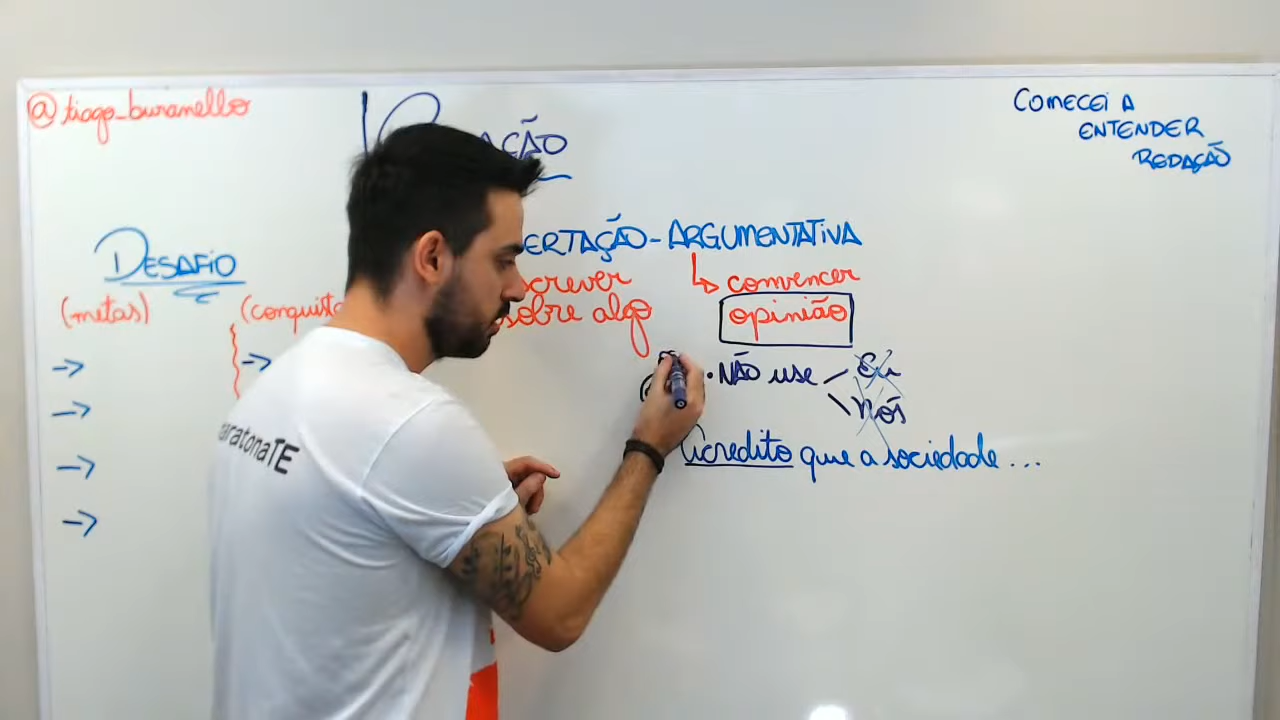 @tiago_buranello
AÇÃO
COMECEI A
ENTENDER
REDAÇÃO
DESAFIO
ERTAÇÃO - ARGUMENTATIVA
(metas)
(conquista
screver
sobre algo
convencer
opinião
• NÃO use
Eu
Nós
Acredito que a sociedade ...
aratonaTE